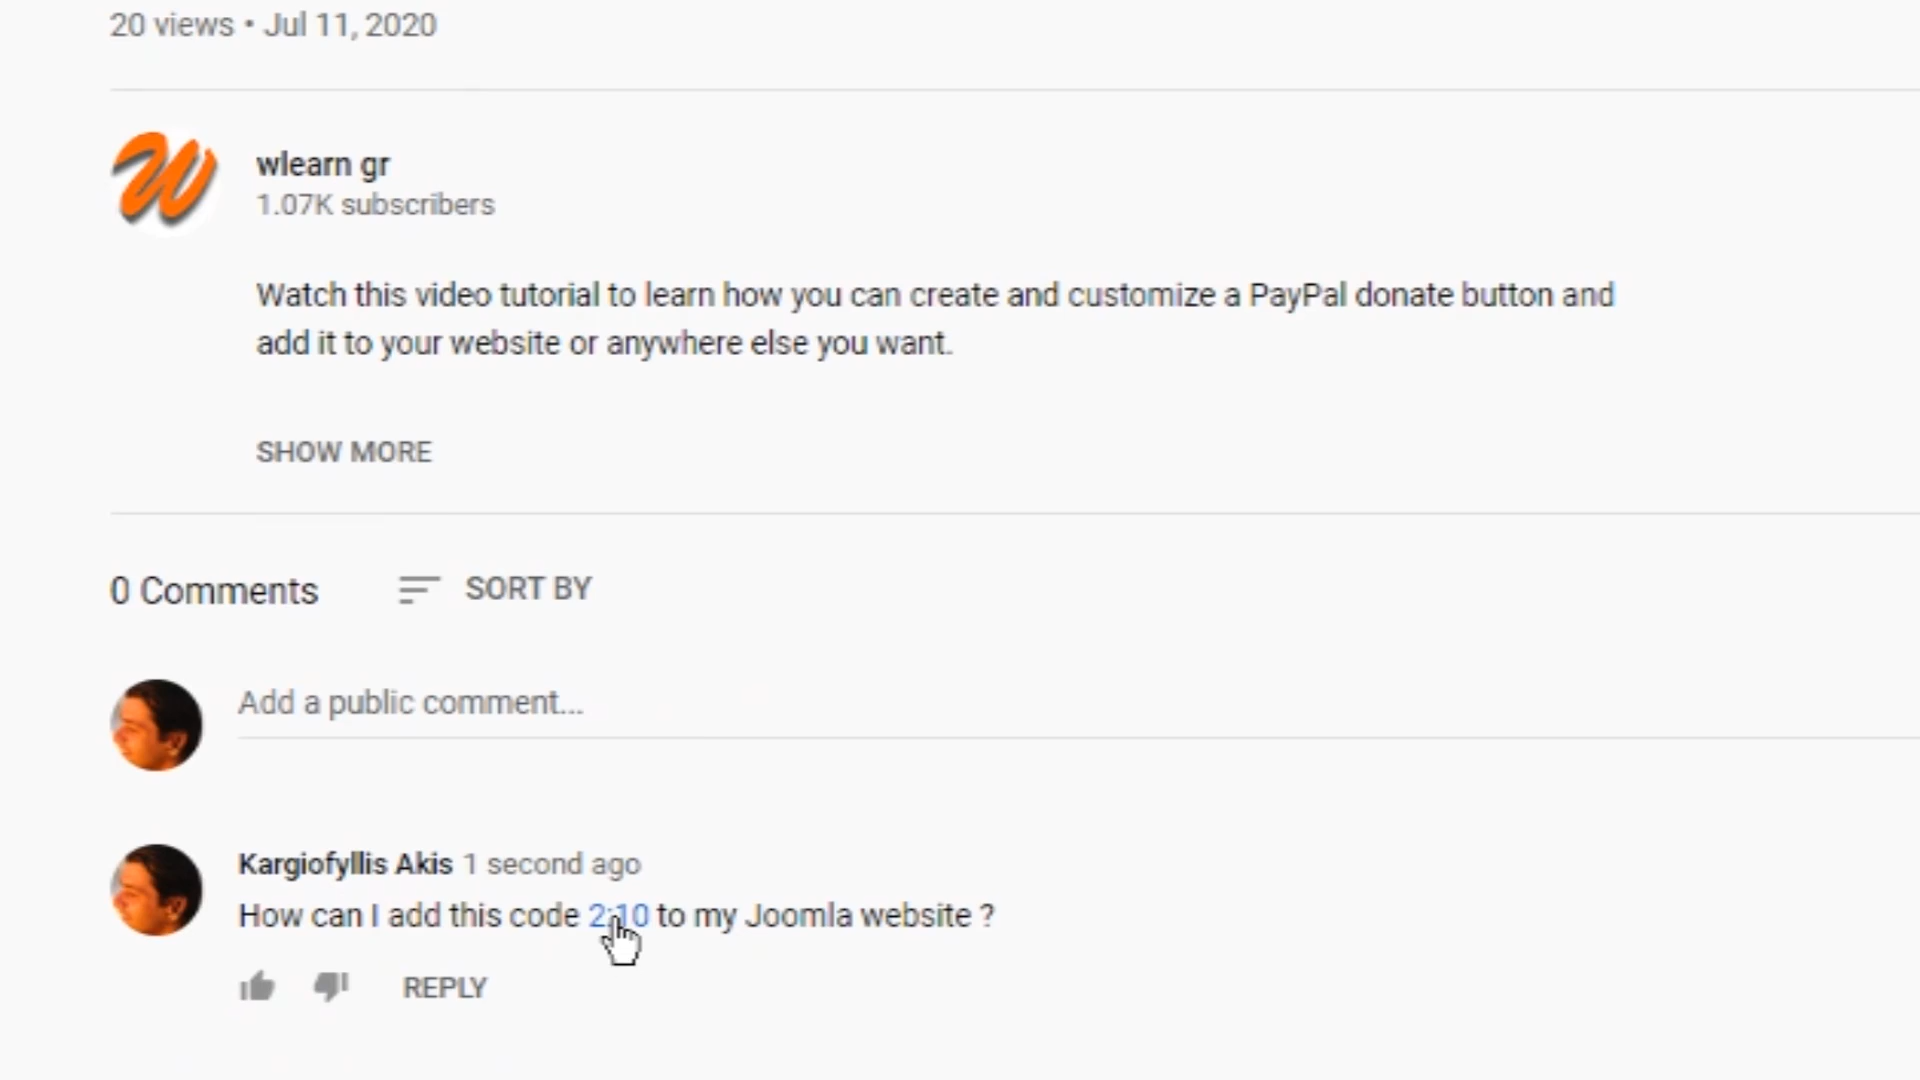 20 views • Jul 11, 2020
W
wlearn gr
1.07K subscribers
Watch this video tutorial to learn how you can create and customize a PayPal donate button and
add it to your website or anywhere else you want.
SHOW MORE
0 Comments SORT BY
Add a public comment...
Kargiofyllis Akis 1 second ago
How can I add this code 2:10 to my Joomla website ?
REPLY